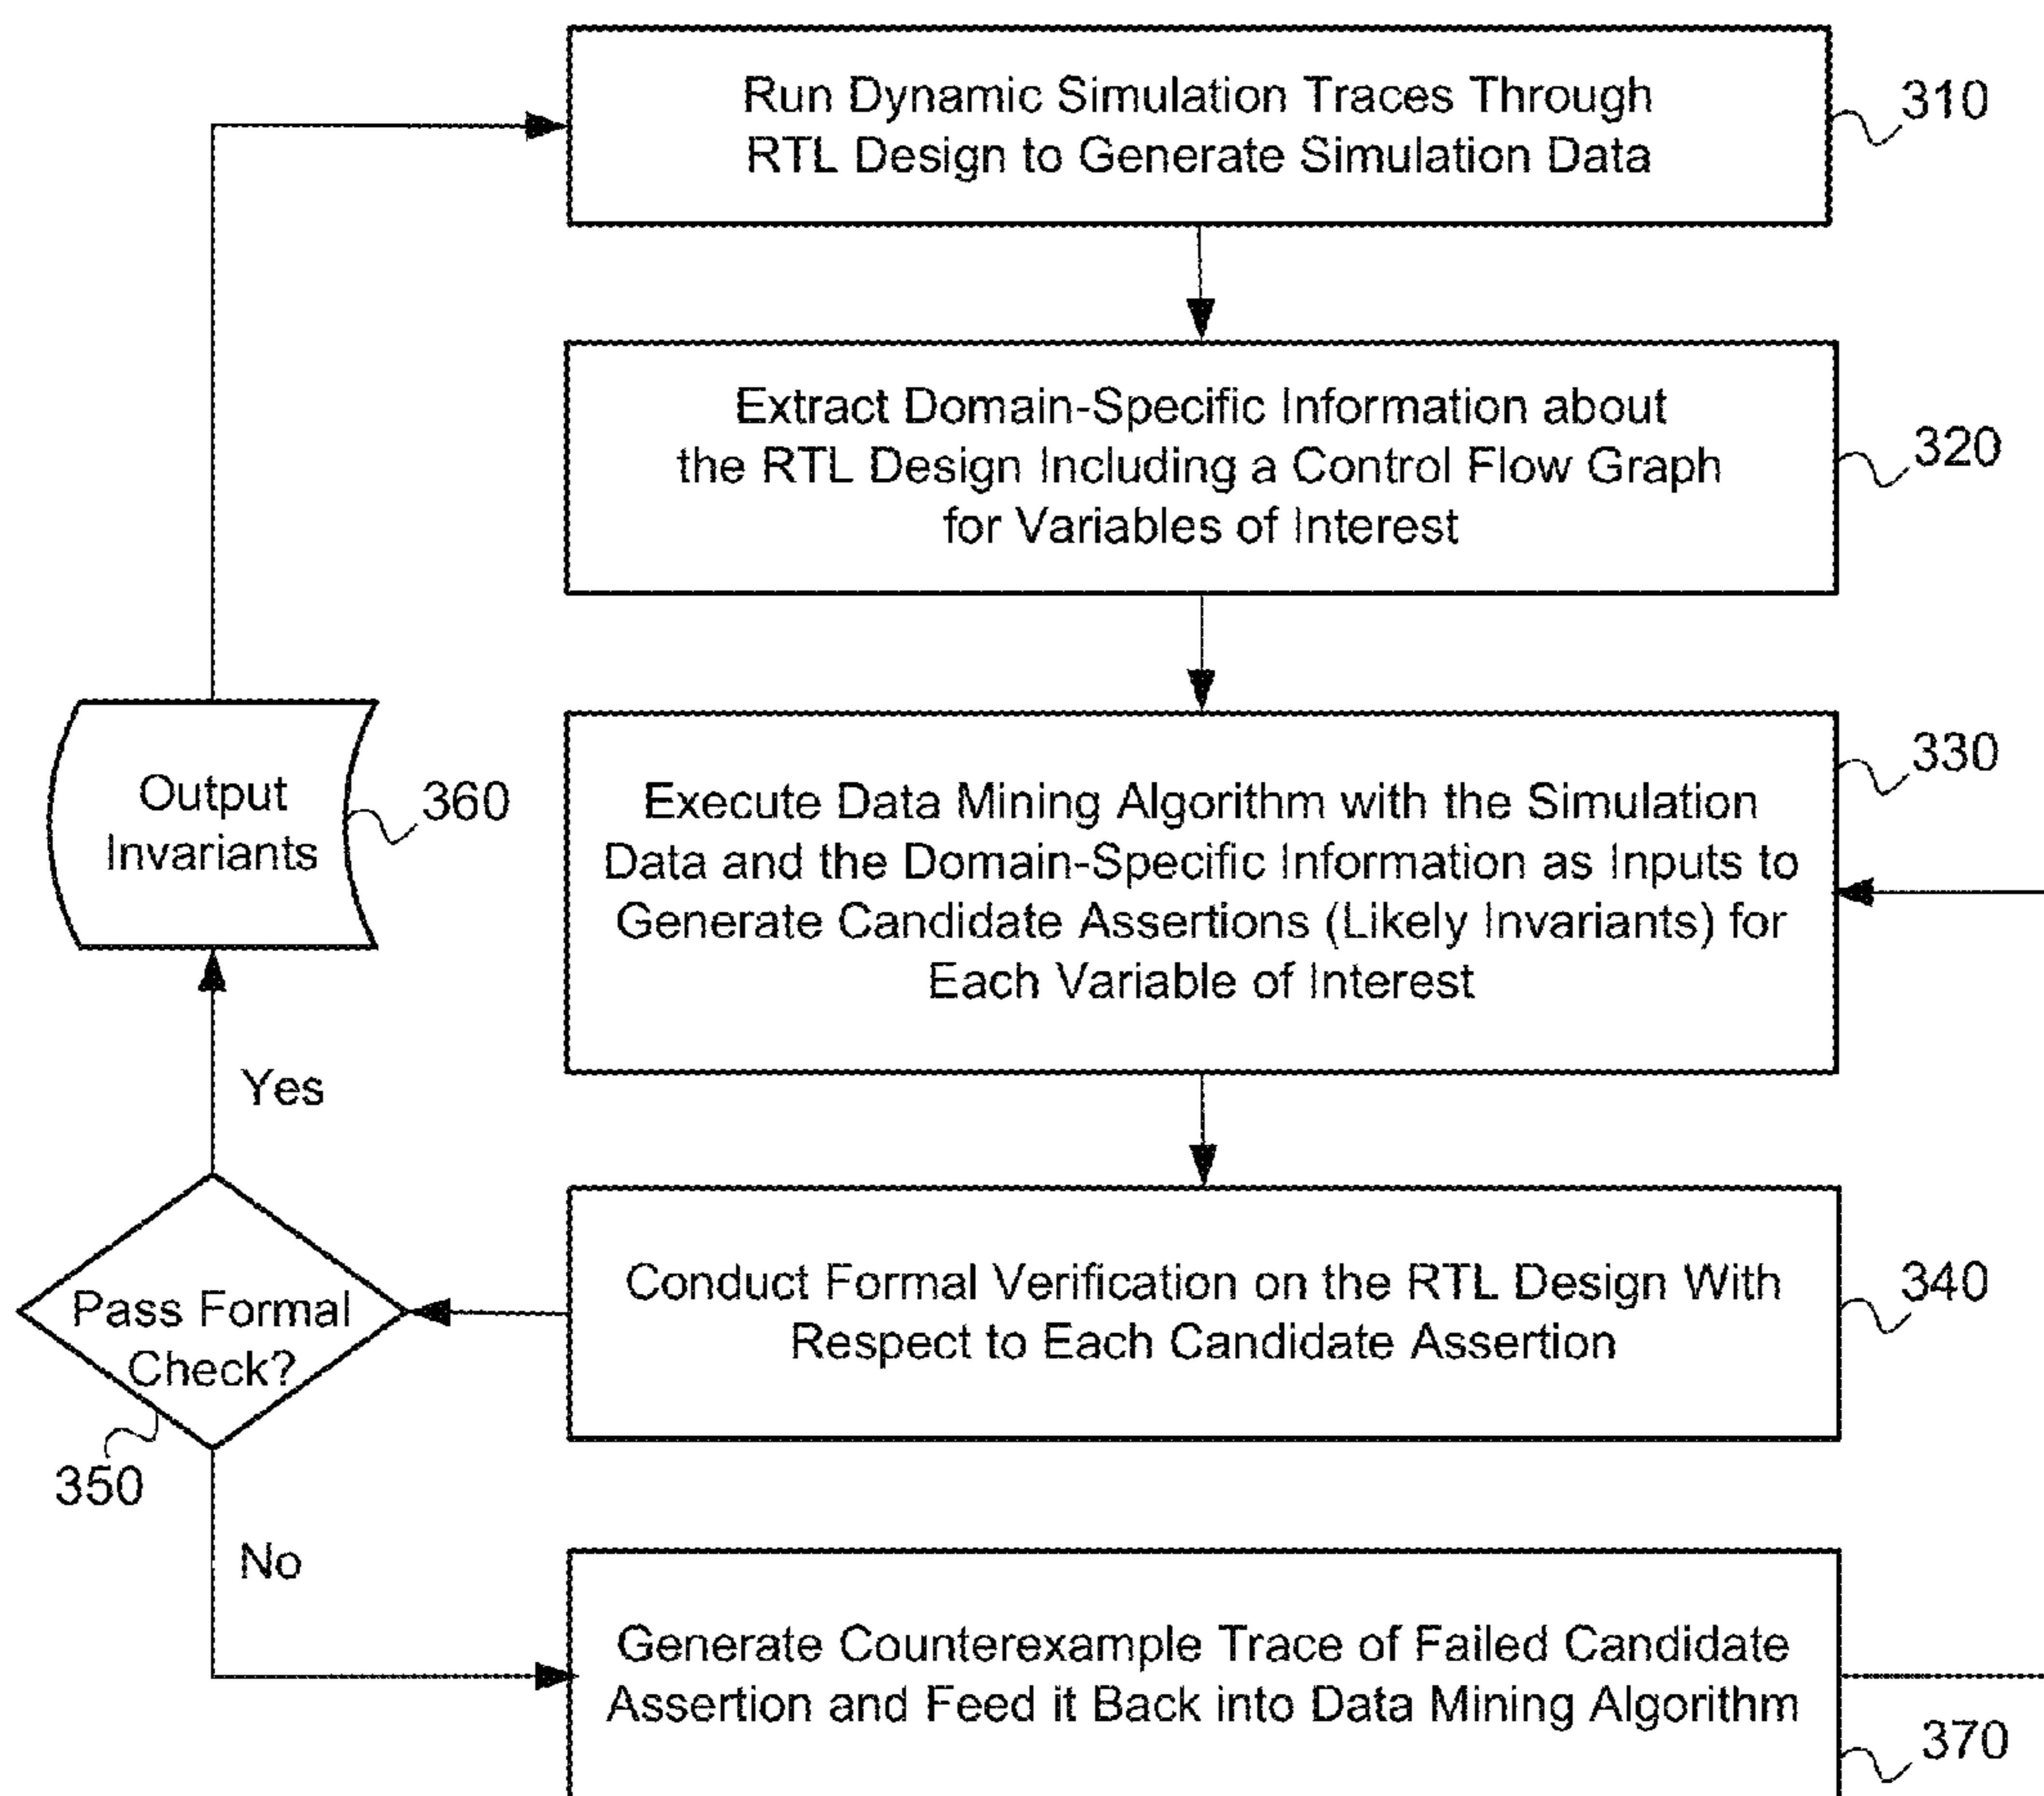 Run Dynamic Simulation Traces Through
RTL Design to Generate Simulation Data
310
Extract Domain-Specific Information about
the RTL Design Including a Control Flow Graph
for Variables of Interest
320
Execute Data Mining Algorithm with the Simulation
Data and the Domain-Specific Information as Inputs to
Generate Candidate Assertions (Likely Invariants) for
Each Variable of Interest
330
Output
Invariants
360
Yes
Conduct Formal Verification on the RTL Design With
Respect to Each Candidate Assertion
340
Pass Formal
Check?
350
No
Generate Counterexample Trace of Failed Candidate
Assertion and Feed it Back into Data Mining Algorithm
370